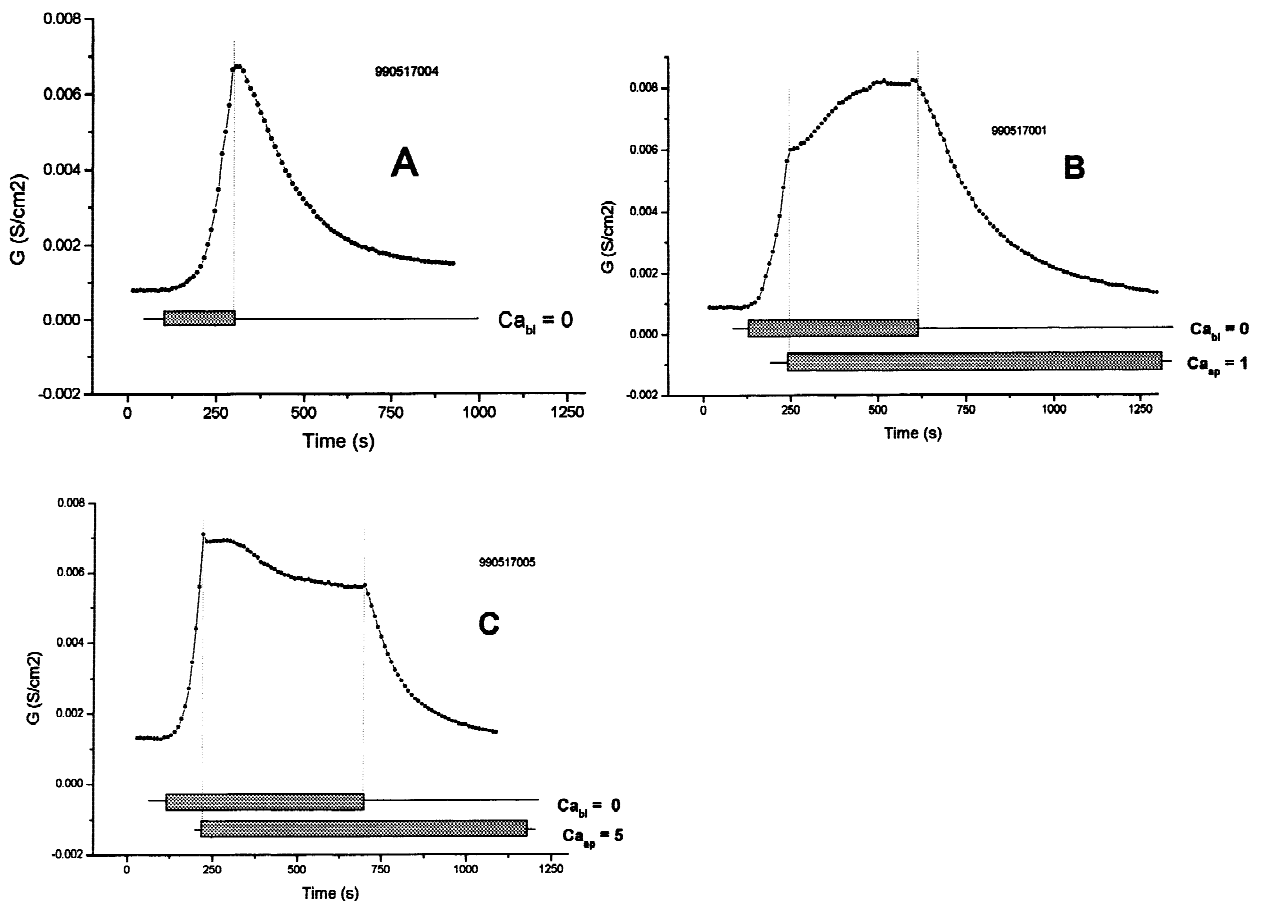 0.008
0.006
0.004
0.002
0.000
-0.002
G (S/cm2)
990517004
A
Ca_bl = 0
0 250 500 750 1000 1250
Time (s)
0.008
0.006
0.004
0.002
0.000
-0.002
G (S/cm2)
990517001
B
Ca_bl = 0
Ca_ap = 1
0 250 500 750 1000 1250
Time (s)
0.008
0.006
0.004
0.002
0.000
-0.002
G (S/cm2)
990517005
C
Ca_bl = 0
Ca_ap = 5
0 250 500 750 1000 1250
Time (s)